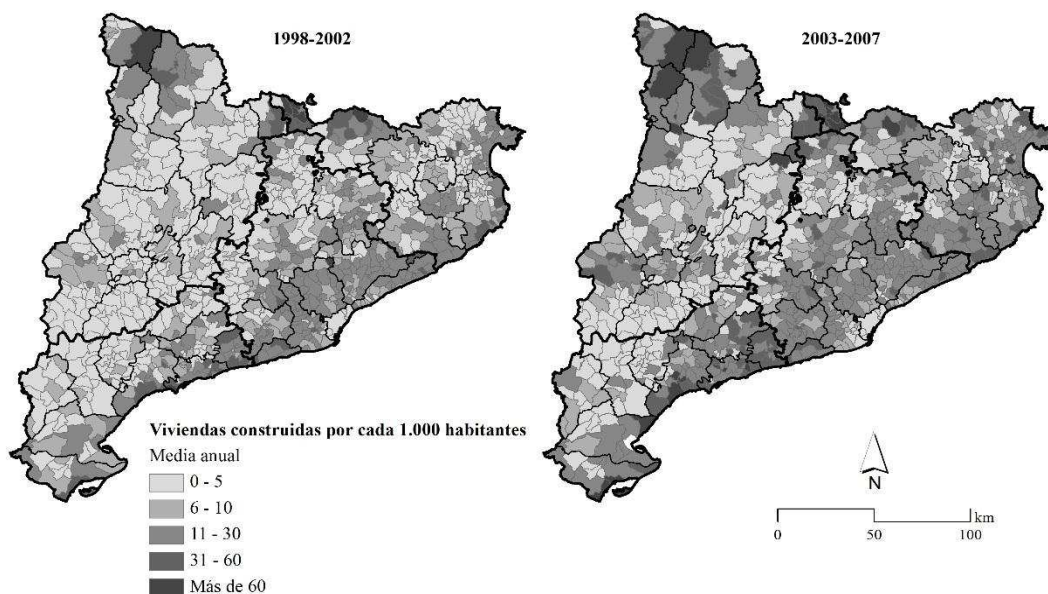 1998-2002
2003-2007
Viviendas construidas por cada 1.000 habitantes
Media anual
0 - 5
6 - 10
11 - 30
31 - 60
Más de 60
N
km
0 50 100